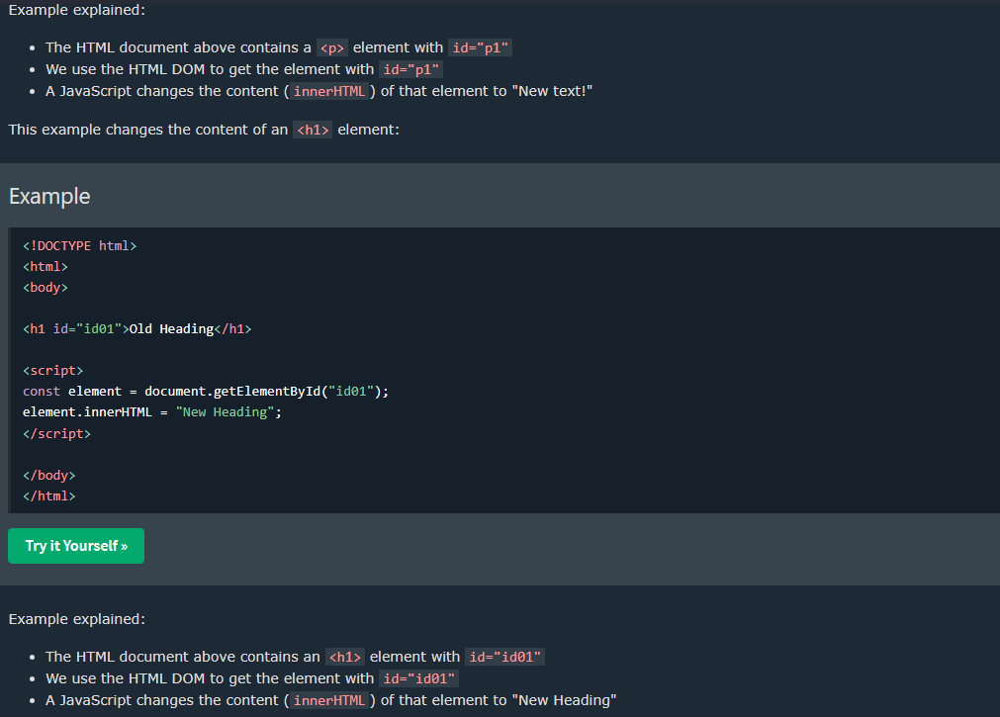 Example explained:
The HTML document above contains a <p> element with id="p1"
We use the HTML DOM to get the element with id="p1"
A JavaScript changes the content (innerHTML) of that element to "New text!"
This example changes the content of an <h1> element:
Example
<!DOCTYPE html>
<html>
<body>
<h1 id="id01">Old Heading</h1>
<script>
const element = document.getElementById("id01");
element.innerHTML = "New Heading";
</script>
</body>
</html>
Try it Yourself »
Example explained:
The HTML document above contains an <h1> element with id="id01"
We use the HTML DOM to get the element with id="id01"
A JavaScript changes the content (innerHTML) of that element to "New Heading"